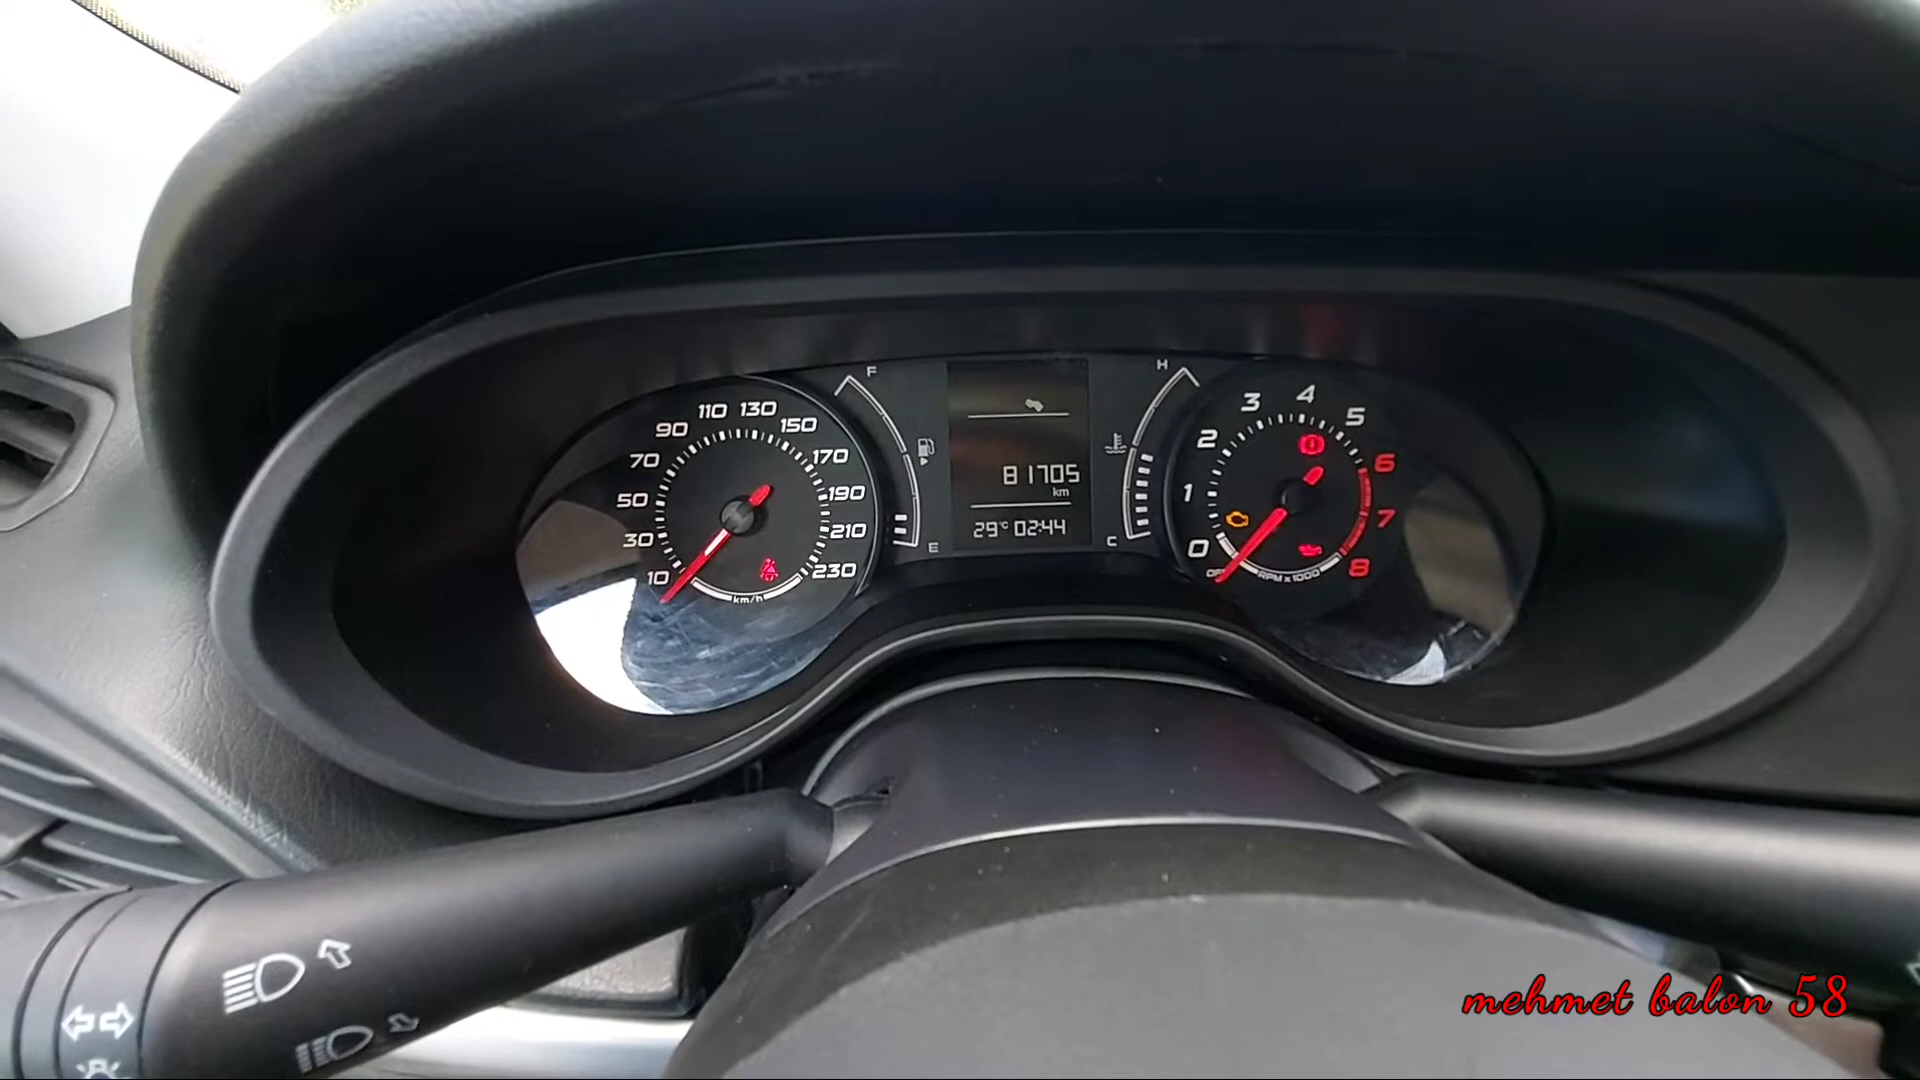 110 130
90 150
70 170
50 190
30 210
10 230
km/h
F
E
81705
km
29°C 02:44
H
C
0 1 2 3 4 5 6 7 8
RPM x 1000
mehmet balon 58